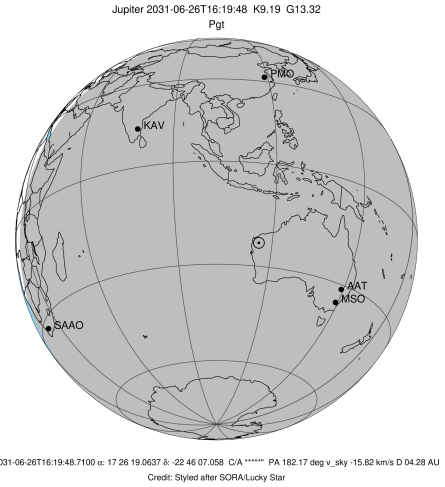 Jupiter 2031-06-26T16:19:48 K9.19 G13.32
Pgt
PMO
KAV
AAT
MSO
SAAO
031-06-26T16:19:48.7100 α: 17 26 19.0637 δ: -22 46 07.058 C/A *****" PA 182.17 deg v_sky -15.82 km/s D 04.28 AU
Credit: Styled after SORA/Lucky Star